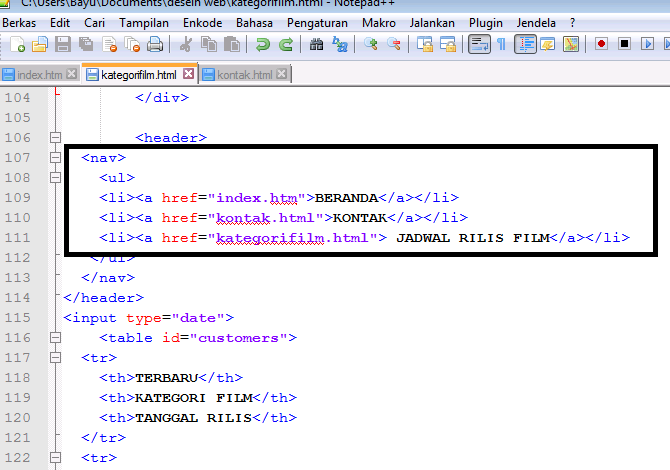 C:\Users\Bayu\Documents\desein web\kategorifilm.html - Notepad++
Berkas Edit Cari Tampilan Enkode Bahasa Pengaturan Makro Jalankan Plugin Jendela ?
index.htm kategorifilm.html kontak.html
104 </div>
105
106 <header>
107 <nav>
108 <ul>
109 <li><a href="index.htm">BERANDA</a></li>
110 <li><a href="kontak.html">KONTAK</a></li>
111 <li><a href="kategorifilm.html"> JADWAL RILIS FILM</a></li>
112 </ul>
113 </nav>
114 </header>
115 <input type="date">
116 <table id="customers">
117 <tr>
118 <th>TERBARU</th>
119 <th>KATEGORI FILM</th>
120 <th>TANGGAL RILIS</th>
121 </tr>
122 <tr>